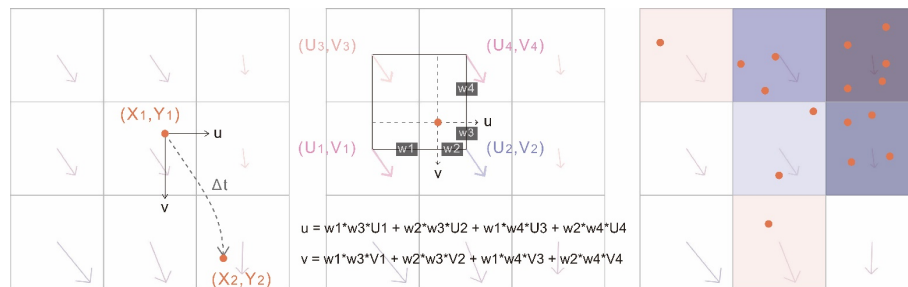 (X1,Y1)
u
v
Δt
(X2,Y2)
(U3,V3)
(U4,V4)
w4
u
w3
(U1,V1)
w1
w2
(U2,V2)
v
u = w1*w3*U1 + w2*w3*U2 + w1*w4*U3 + w2*w4*U4
v = w1*w3*V1 + w2*w3*V2 + w1*w4*V3 + w2*w4*V4